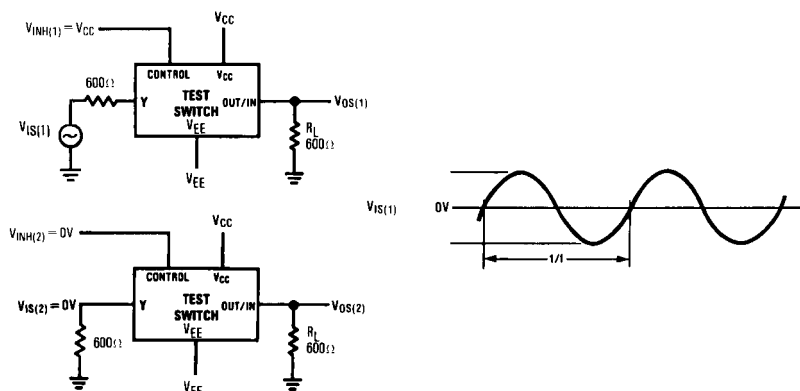 V_INH(1) = V_CC
V_CC
600Ω
CONTROL V_CC
Y TEST SWITCH OUT/IN
V_OS(1)
V_IS(1)
V_EE
R_L
600Ω
V_EE
V_IS(1)
0V
1/f
V_CC
V_INH(2) = 0V
CONTROL V_CC
V_IS(2) = 0V
Y TEST SWITCH OUT/IN
V_OS(2)
V_EE
600Ω
R_L
600Ω
V_EE